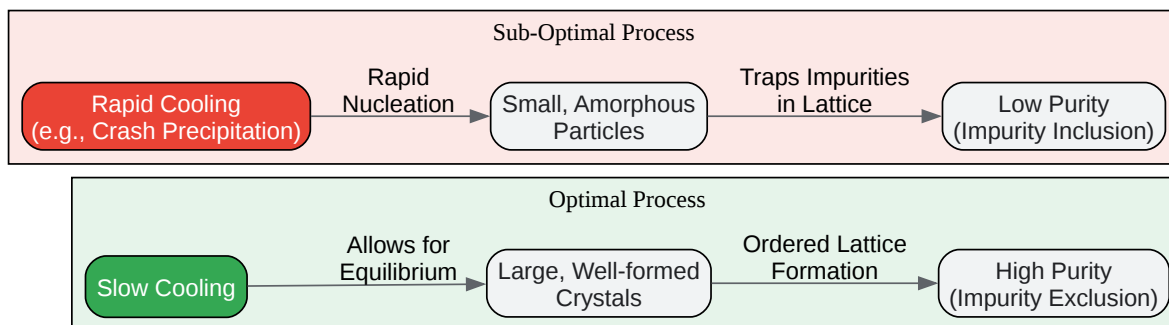 Sub-Optimal Process
Rapid Cooling
(e.g., Crash Precipitation)
Rapid
Nucleation
Small, Amorphous
Particles
Traps Impurities
in Lattice
Low Purity
(Impurity Inclusion)
Optimal Process
Slow Cooling
Allows for
Equilibrium
Large, Well-formed
Crystals
Ordered Lattice
Formation
High Purity
(Impurity Exclusion)